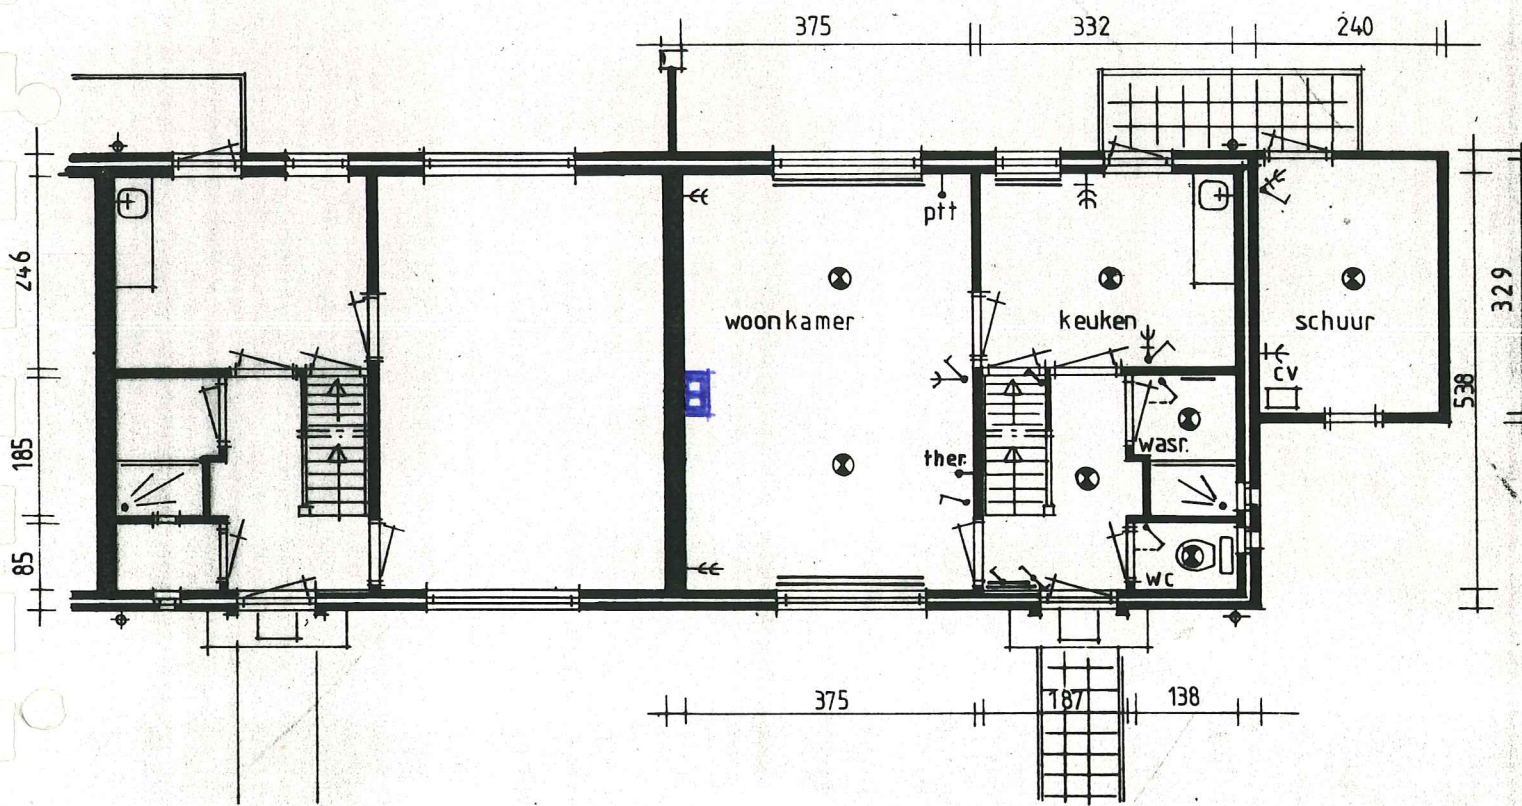 375 332 240
ptt
246
woonkamer keuken schuur
329
cv
538
185
wasr.
ther.
85
wc
375 187 138